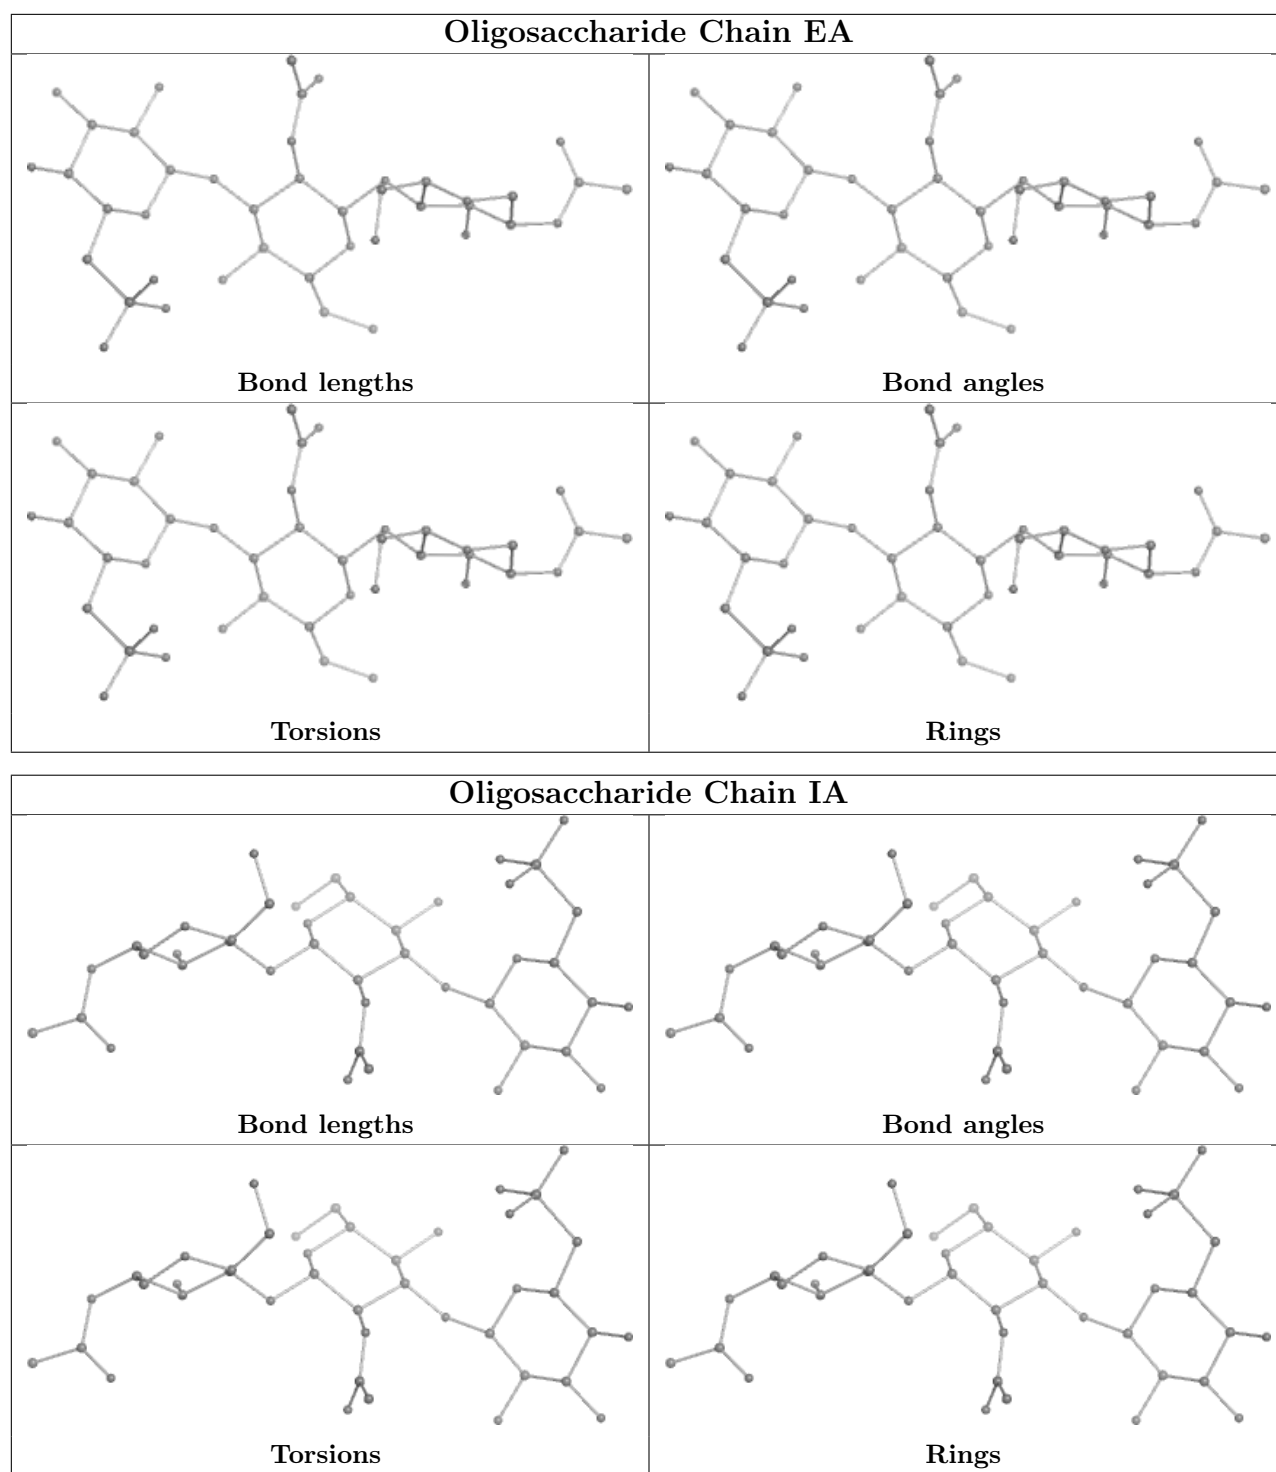 Oligosaccharide Chain EA
Bond lengths
Bond angles
Torsions
Rings
Oligosaccharide Chain IA
Bond lengths
Bond angles
Torsions
Rings